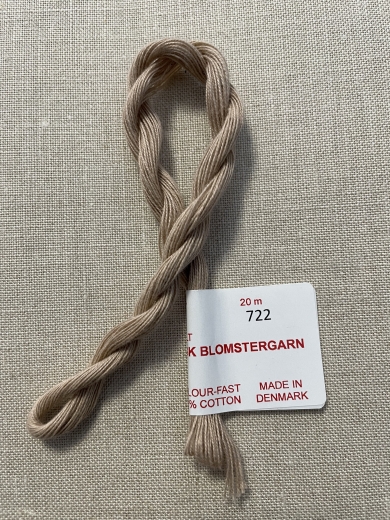 20 m
722
T
K BLOMSTERGARN
OUR-FAST MADE IN
% COTTON DENMARK